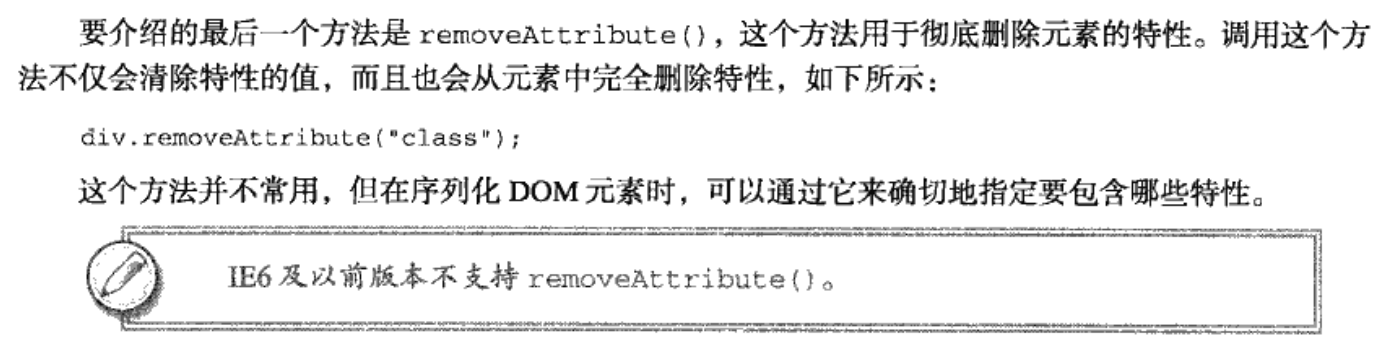 要介绍的最后一个方法是 removeAttribute()，这个方法用于彻底删除元素的特性。调用这个方
法不仅会清除特性的值，而且也会从元素中完全删除特性，如下所示：
div.removeAttribute("class");
这个方法并不常用，但在序列化 DOM 元素时，可以通过它来确切地指定要包含哪些特性。
IE6 及以前版本不支持 removeAttribute()。